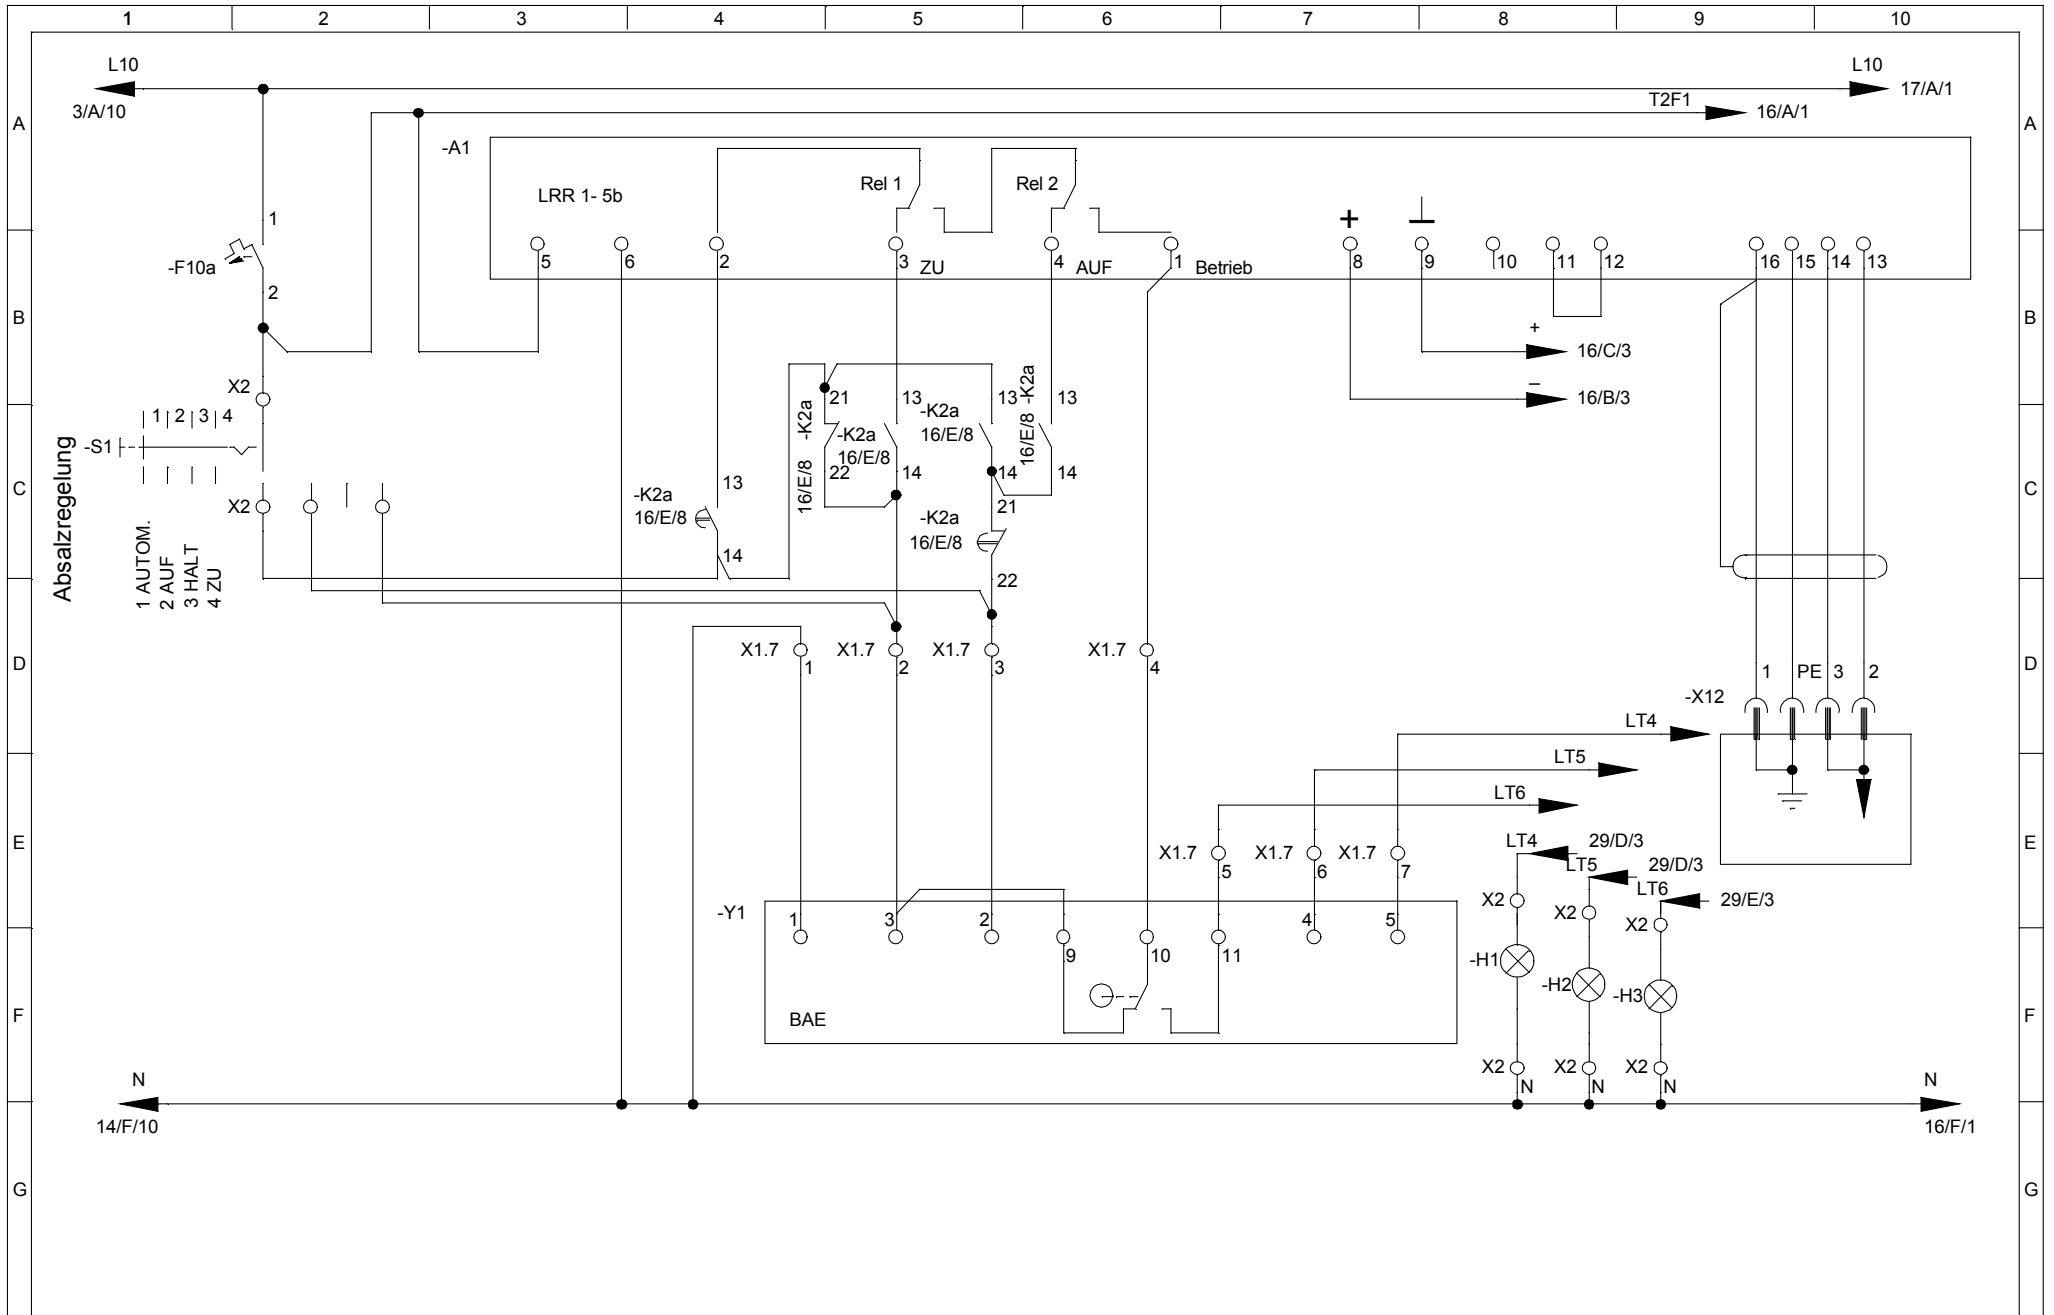 1 2 3 4 5 6 7 8 9 10
L10 L10
3/A/10 17/A/1
T2F1 16/A/1
A A
-A1
LRR 1- 5b
Rel 1 Rel 2
1
+
-F10a
2
5 6 2 3 ZU 4 AUF 1 Betrieb 8 9 10 11 12 16 15 14 13
B B
+
16/C/3
–
16/B/3
X2
21 13 13 13
-K2a
16/E/8
-K2a
16/E/8
-K2a
16/E/8
-K2a
16/E/8
22 14 14 14
1 2 3 4
-S1
Absalzregelung
C C
X2
13
-K2a
16/E/8
14
21
-K2a
16/E/8
22
1 AUTOM.
2 AUF
3 HALT
4 ZU
D D
X1.7 1 X1.7 2 X1.7 3 X1.7 4
1 PE 3 2
-X12
LT4
LT5
LT6
E E
X1.7 5 X1.7 6 X1.7 7
LT4 29/D/3
LT5 29/D/3
LT6 29/E/3
X2 X2 X2
-Y1
1 3 2 4 5
9 10 11
-H1 -H2 -H3
BAE
F F
X2 X2 X2
N N N
N N
14/F/10 16/F/1
G G